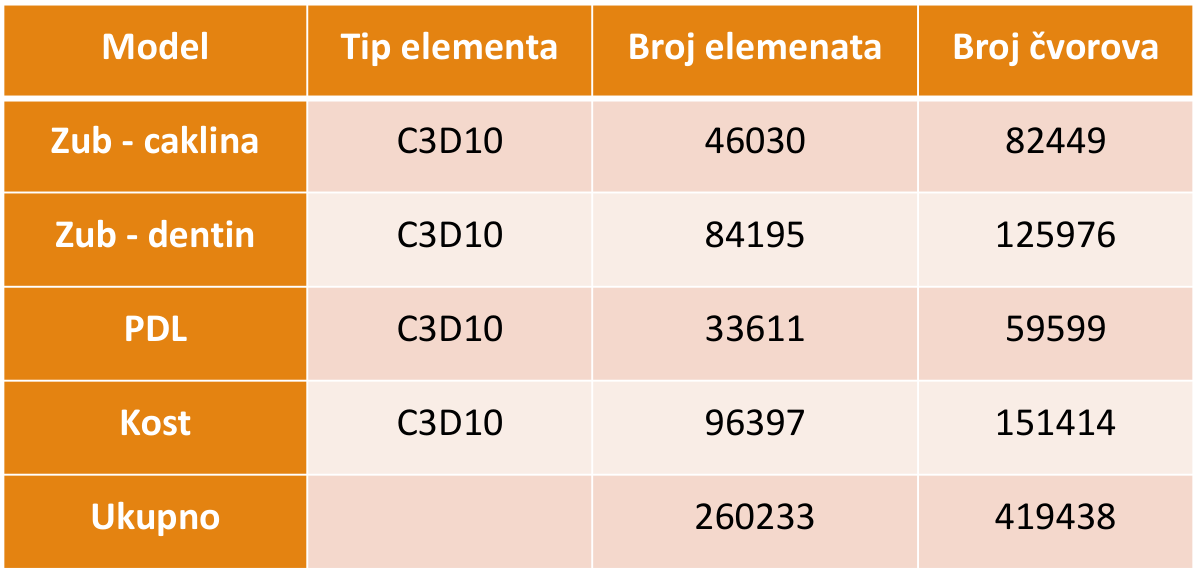 Model Tip elementa Broj elemenata Broj čvorova
Zub - caklina C3D10 46030 82449
Zub - dentin C3D10 84195 125976
PDL C3D10 33611 59599
Kost C3D10 96397 151414
Ukupno 260233 419438